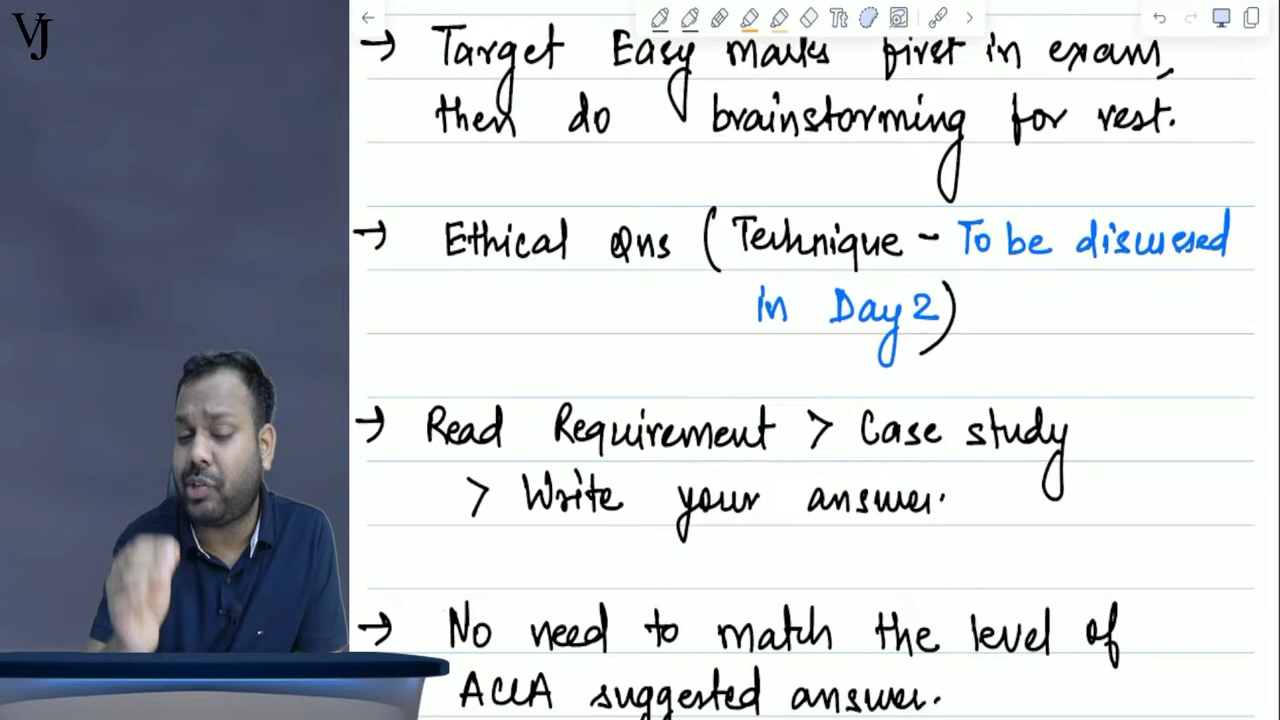 VJ
→ Target Easy marks first in exam,
then do brainstorming for rest.
→ Ethical Qns (Technique - To be discussed
in Day 2)
→ Read Requirement > Case study
> Write your answer.
→ No need to match the level of
ACCA suggested answer.